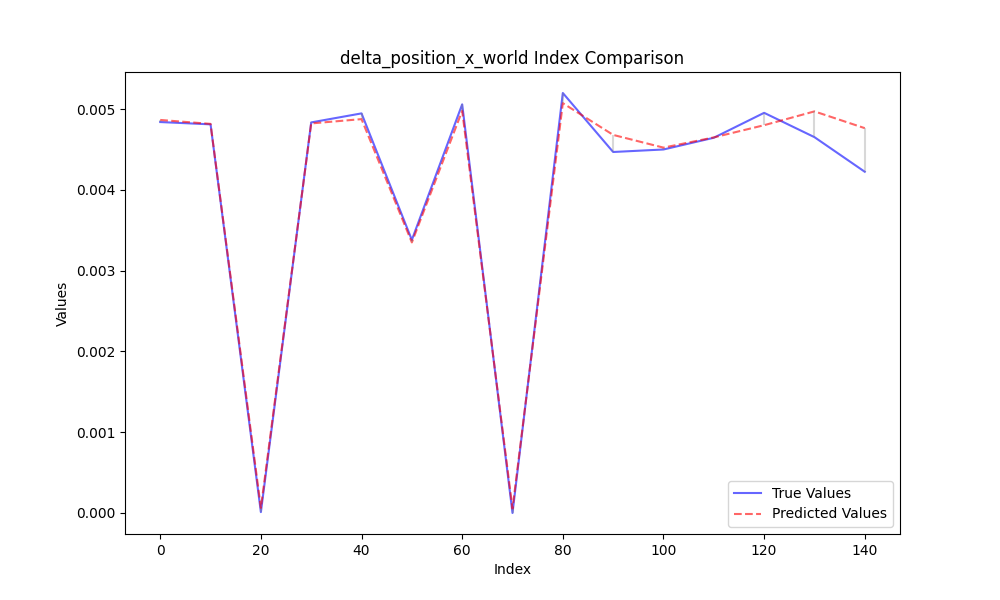 delta_position_x_world Index Comparison
Values
0.005
0.004
0.003
0.002
0.001
0.000
True Values
Predicted Values
0 20 40 60 80 100 120 140
Index